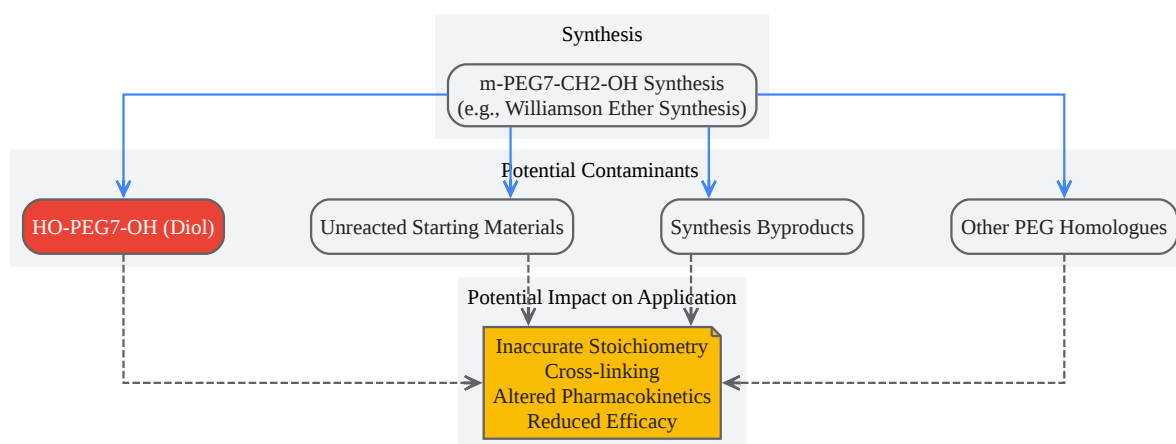 Synthesis
m-PEG7-CH2-OH Synthesis
(e.g., Williamson Ether Synthesis)
Potential Contaminants
HO-PEG7-OH (Diol)
Unreacted Starting Materials
Synthesis Byproducts
Other PEG Homologues
Potential Impact on Application
Inaccurate Stoichiometry
Cross-linking
Altered Pharmacokinetics
Reduced Efficacy